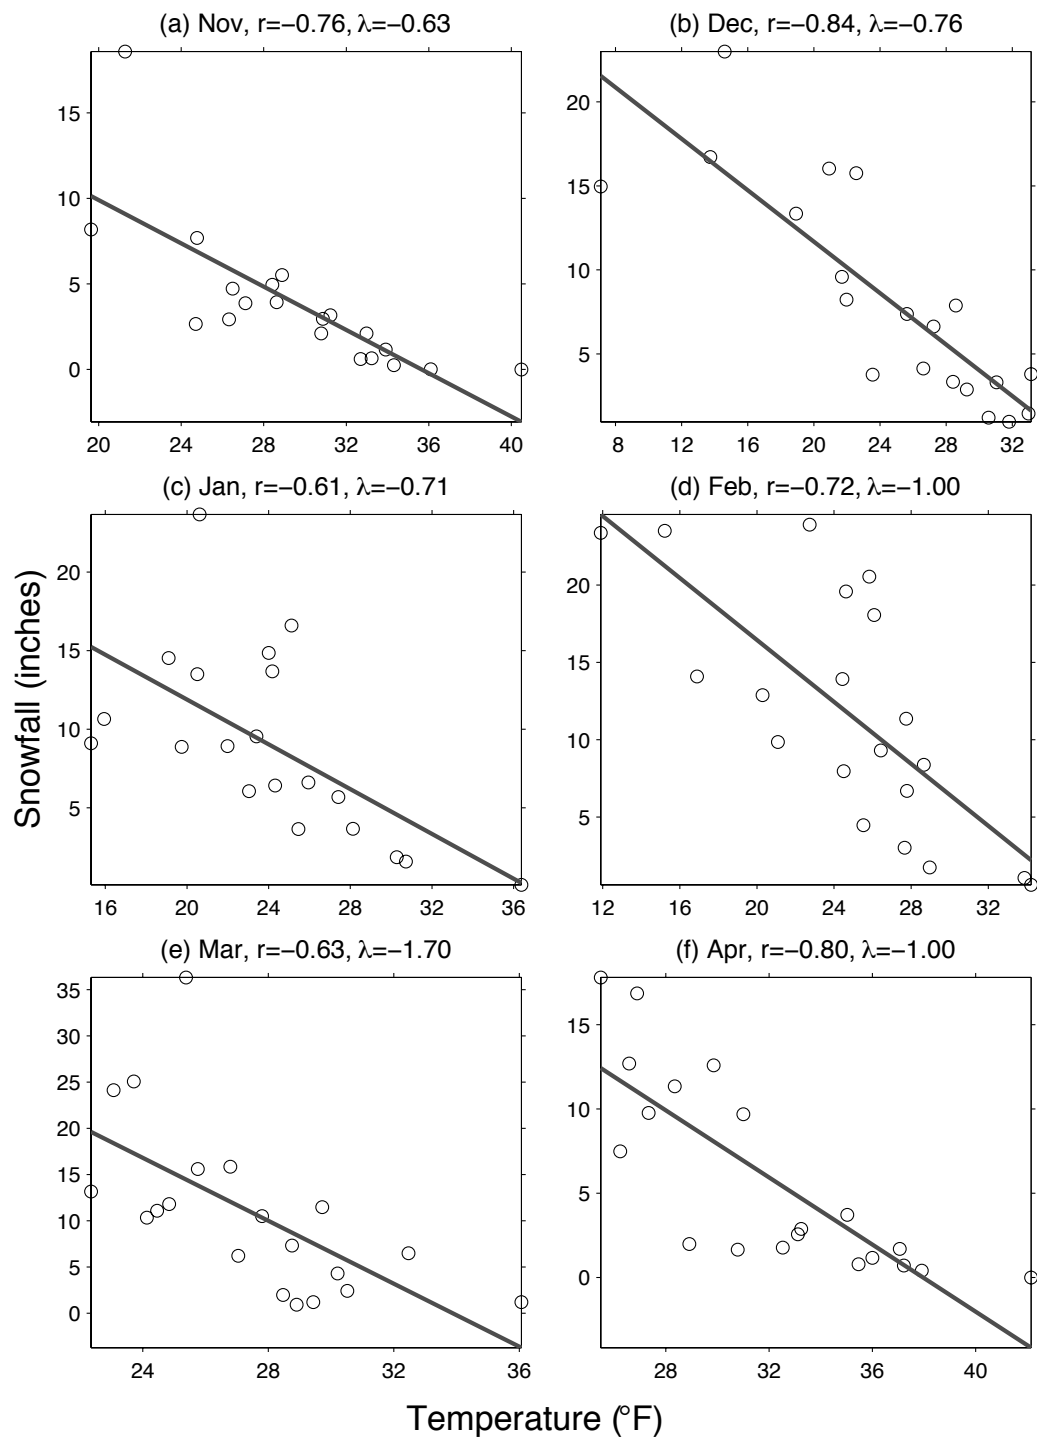 (a) Nov, r=−0.76, λ=−0.63
15
10
5
0
20 24 28 32 36 40
(b) Dec, r=−0.84, λ=−0.76
20
15
10
5
8 12 16 20 24 28 32
(c) Jan, r=−0.61, λ=−0.71
20
15
10
5
16 20 24 28 32 36
(d) Feb, r=−0.72, λ=−1.00
20
15
10
5
12 16 20 24 28 32
Snowfall (inches)
(e) Mar, r=−0.63, λ=−1.70
35
30
25
20
15
10
5
0
24 28 32 36
(f) Apr, r=−0.80, λ=−1.00
15
10
5
0
28 32 36 40
Temperature (°F)